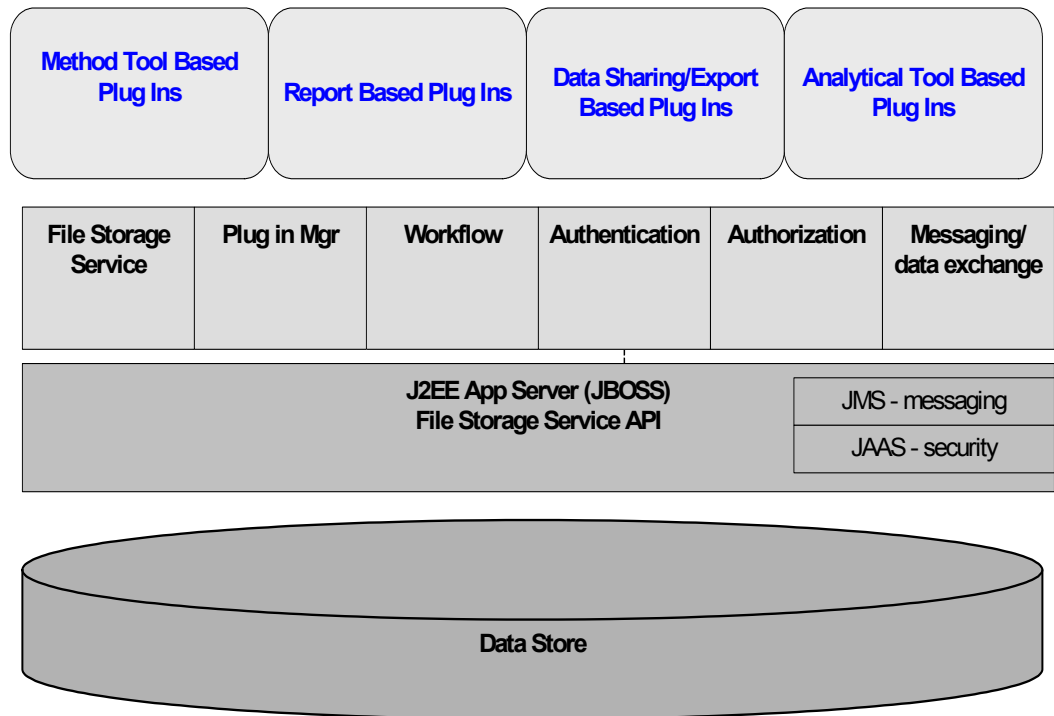 Method Tool Based
Plug Ins
Report Based Plug Ins
Data Sharing/Export
Based Plug Ins
Analytical Tool Based
Plug Ins
File Storage
Service
Plug in Mgr
Workflow
Authentication
Authorization
Messaging/
data exchange
J2EE App Server (JBOSS)
File Storage Service API
JMS - messaging
JAAS - security
Data Store